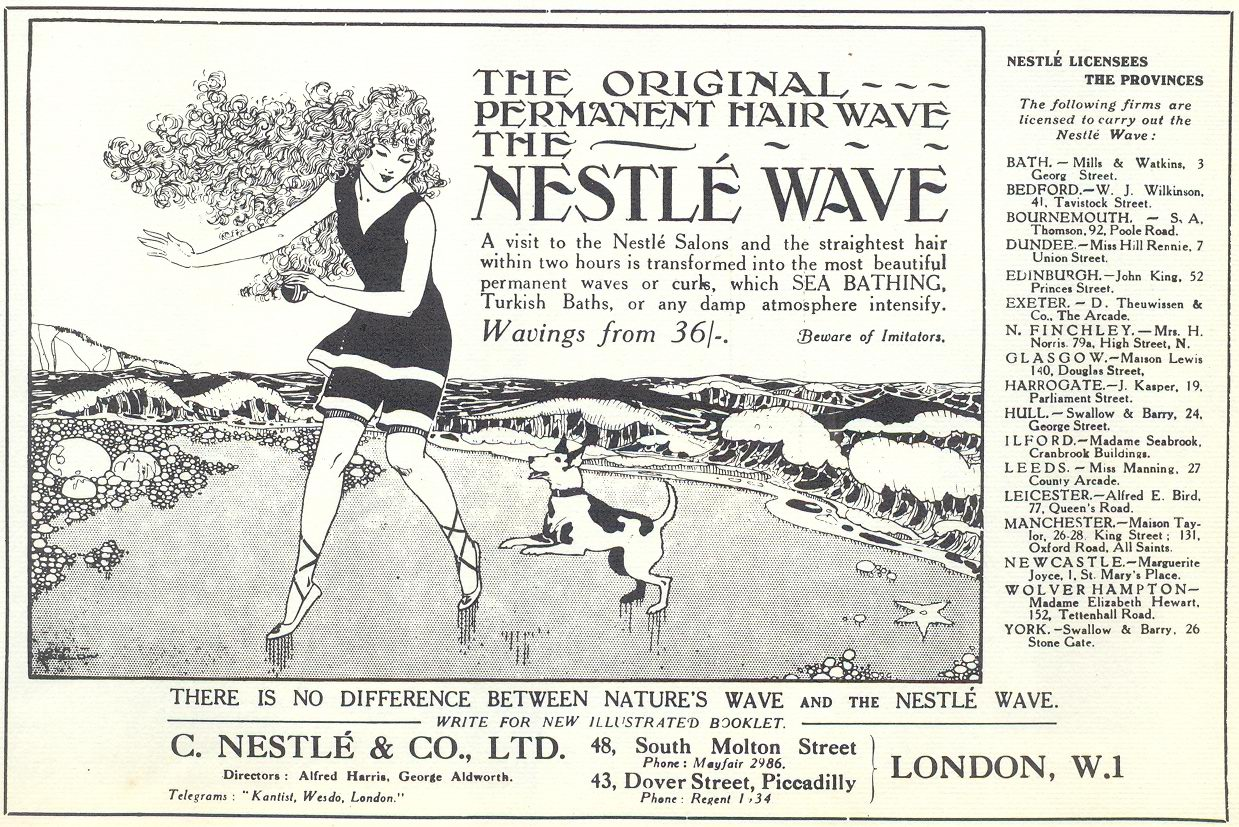 THE ORIGINAL ~ ~ ~
PERMANENT HAIR WAVE
THE ~ ~ ~ ~
NESTLÉ WAVE
A visit to the Nestlé Salons and the straightest hair
within two hours is transformed into the most beautiful
permanent waves or curls, which SEA BATHING,
Turkish Baths, or any damp atmosphere intensify.
Wavings from 36/-.
Beware of Imitators.
NESTLÉ LICENSEES
THE PROVINCES
The following firms are
licensed to carry out the
Nestlé Wave:
BATH. — Mills & Watkins, 3
Georg Street.
BEDFORD.—W. J. Wilkinson,
41, Tavistock Street.
BOURNEMOUTH. — S. A.
Thomson, 92, Poole Road.
DUNDEE.—Miss Hill Rennie, 7
Union Street.
EDINBURGH.—John King, 52
Princes Street.
EXETER. — D. Theuwissen &
Co., The Arcade.
N. FINCHLEY.—Mrs. H.
Norris. 79a, High Street, N.
GLASGOW.—Maison Lewis
140, Douglas Street,
HARROGATE.—J. Kasper, 19,
Parliament Street.
HULL.—Swallow & Barry, 24,
George Street.
ILFORD.—Madame Seabrook,
Cranbrook Buildings.
LEEDS. — Miss Manning, 27
County Arcade.
LEICESTER.—Alfred E. Bird,
77, Queen's Road.
MANCHESTER.—Maison Tay-
lor, 26-28 King Street; 131,
Oxford Road, All Saints.
NEWCASTLE.—Marguerite
Joyce, 1, St. Mary's Place.
WOLVERHAMPTON—
Madame Elizabeth Hewart,
152, Tettenhall Road.
YORK.—Swallow & Barry, 26
Stone Gate.
THERE IS NO DIFFERENCE BETWEEN NATURE'S WAVE AND THE NESTLÉ WAVE.
WRITE FOR NEW ILLUSTRATED BOOKLET.
C. NESTLÉ & CO., LTD.
Directors: Alfred Harris, George Aldworth.
Telegrams: "Kantist, Wesdo, London."
48, South Molton Street
Phone: Mayfair 2986.
43, Dover Street, Piccadilly
Phone: Regent
LONDON, W.1